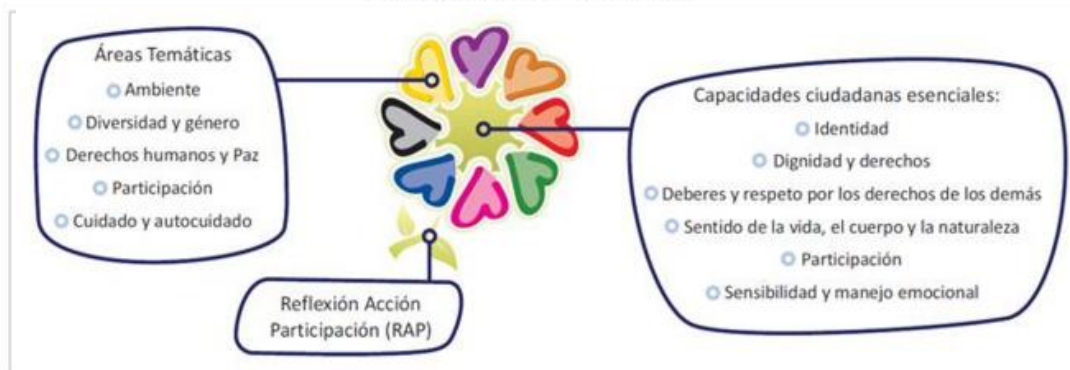 Áreas Temáticas
Ambiente
Diversidad y género
Derechos humanos y Paz
Participación
Cuidado y autocuidado
Reflexión Acción
Participación (RAP)
Capacidades ciudadanas esenciales:
Identidad
Dignidad y derechos
Deberes y respeto por los derechos de los demás
Sentido de la vida, el cuerpo y la naturaleza
Participación
Sensibilidad y manejo emocional